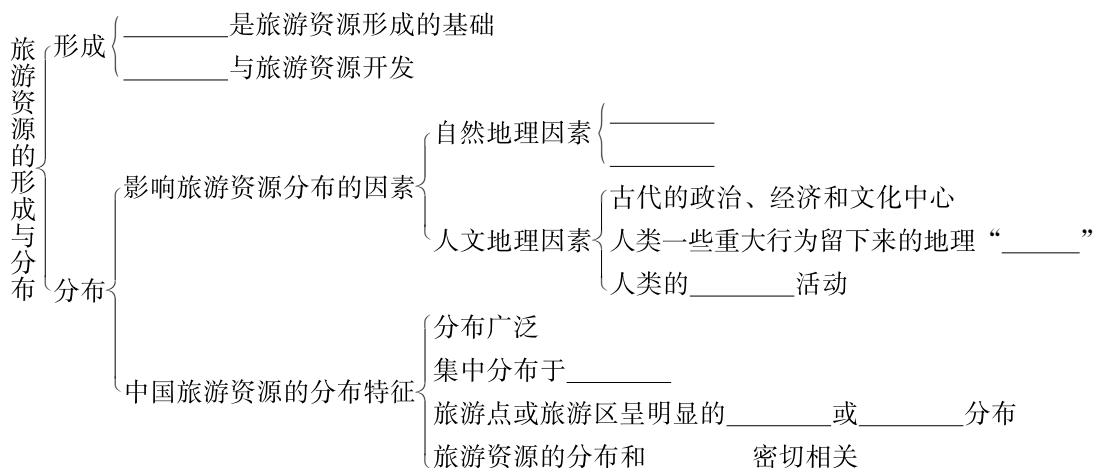 旅游资源的形成与分布
形成
________是旅游资源形成的基础
________与旅游资源开发
分布
影响旅游资源分布的因素
自然地理因素
________
________
人文地理因素
古代的政治、经济和文化中心
人类一些重大行为留下来的地理“______”
人类的________活动
中国旅游资源的分布特征
分布广泛
集中分布于________
旅游点或旅游区呈明显的________或________分布
旅游资源的分布和        密切相关